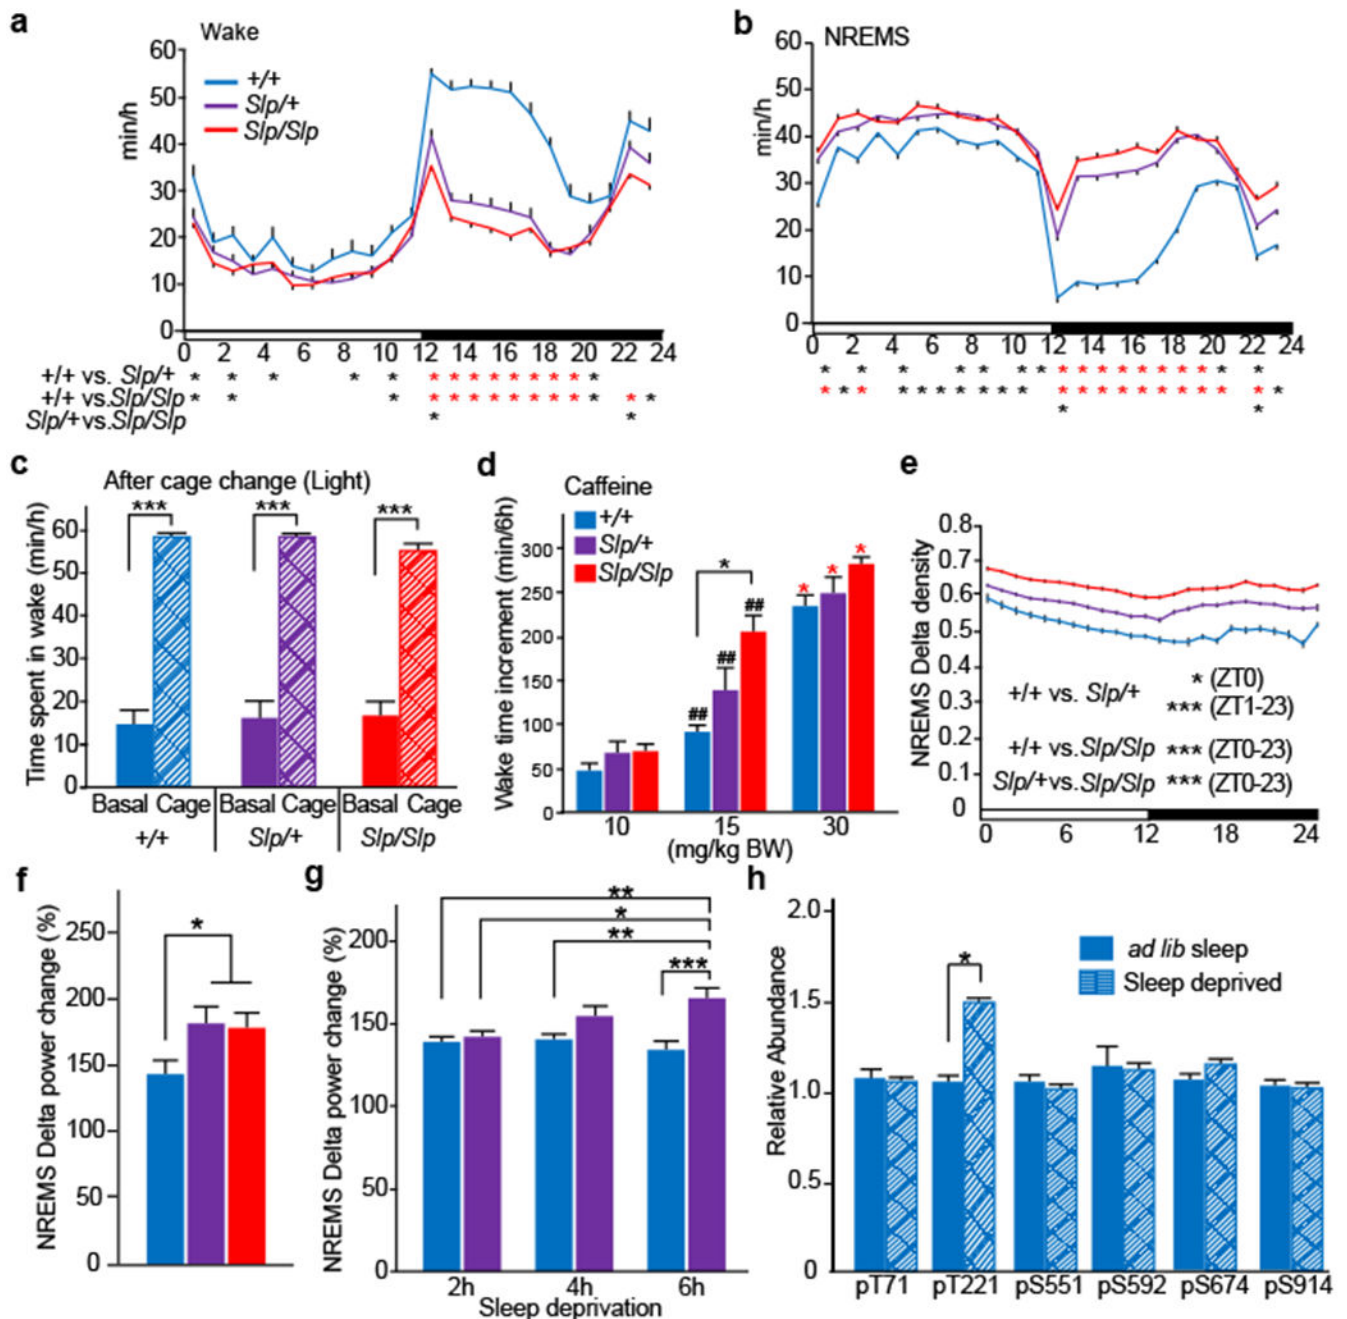 a
Wake
60
50
40
30
20
10
0
min/h
+/+
Slp/+
Slp/Slp
0 2 4 6 8 10 12 14 16 18 20 22 24
+/+ vs. Slp/+ * * * * * * * * * * * * * *
+/+ vs.Slp/Slp * * * * * * * * * * * * * *
Slp/+vs.Slp/Slp * *
b
NREMS
60
50
40
30
20
10
0
min/h
0 2 4 6 8 10 12 14 16 18 20 22 24
c
After cage change (Light)
*** *** ***
Time spent in wake (min/h)
60
50
40
30
20
10
0
Basal Cage Basal Cage Basal Cage
+/+ Slp/+ Slp/Slp
d
Caffeine
+/+
Slp/+
Slp/Slp
Wake time increment (min/6h)
300
250
200
150
100
50
0
* * * *
## ## ##
10 15 30
(mg/kg BW)
e
NREMS Delta density
0.8
0.7
0.6
0.5
0.4
0.3
0.2
0.1
0
+/+ vs. Slp/+ * (ZT0)
*** (ZT1-23)
+/+ vs.Slp/Slp *** (ZT0-23)
Slp/+vs.Slp/Slp *** (ZT0-23)
0 6 12 18 24
f
NREMS Delta power change (%)
250
200
150
100
50
0
*
g
NREMS Delta power change (%)
200
150
100
50
0
**
*
**
***
2h 4h 6h
Sleep deprivation
h
Relative Abundance
2.0
1.5
1.0
0.5
0
*
ad lib sleep
Sleep deprived
pT71 pT221 pS551 pS592 pS674 pS914